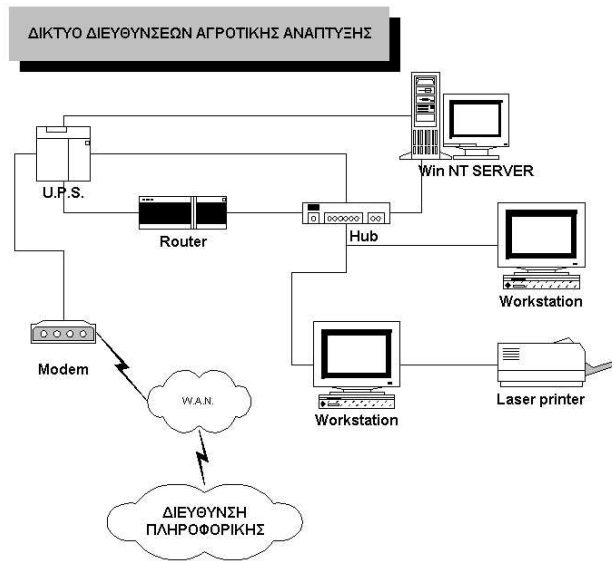 ΔΙΚΤΥΟ ΔΙΕΥΘΥΝΣΕΩΝ ΑΓΡΟΤΙΚΗΣ ΑΝΑΠΤΥΞΗΣ
Win NT SERVER
U.P.S.
Router
Hub
Workstation
Modem
W.A.N.
Workstation
Laser printer
ΔΙΕΥΘΥΝΣΗ
ΠΛΗΡΟΦΟΡΙΚΗΣ